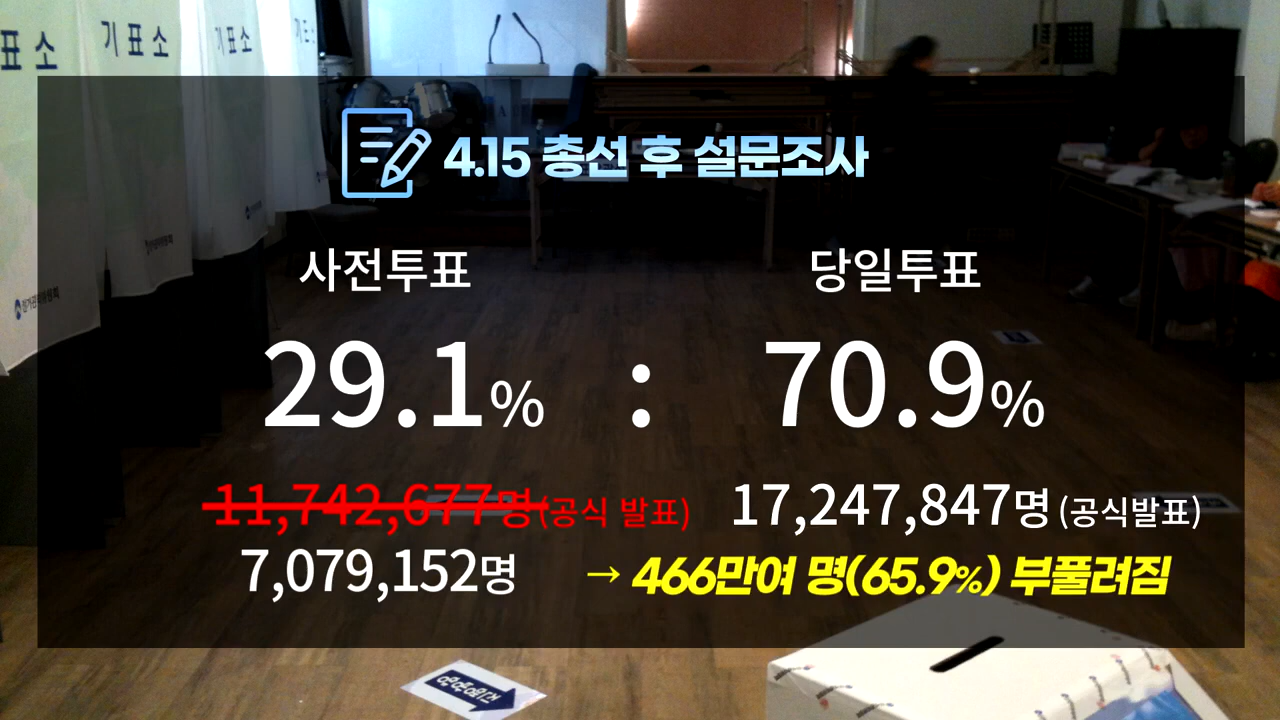 표소
기표소
기표소
기표소
4.15 총선 후 설문조사
사전투표
당일투표
29.1% : 70.9%
11,742,677명(공식 발표)
17,247,847명(공식발표)
7,079,152명
→ 466만여 명(65.9%) 부풀려짐